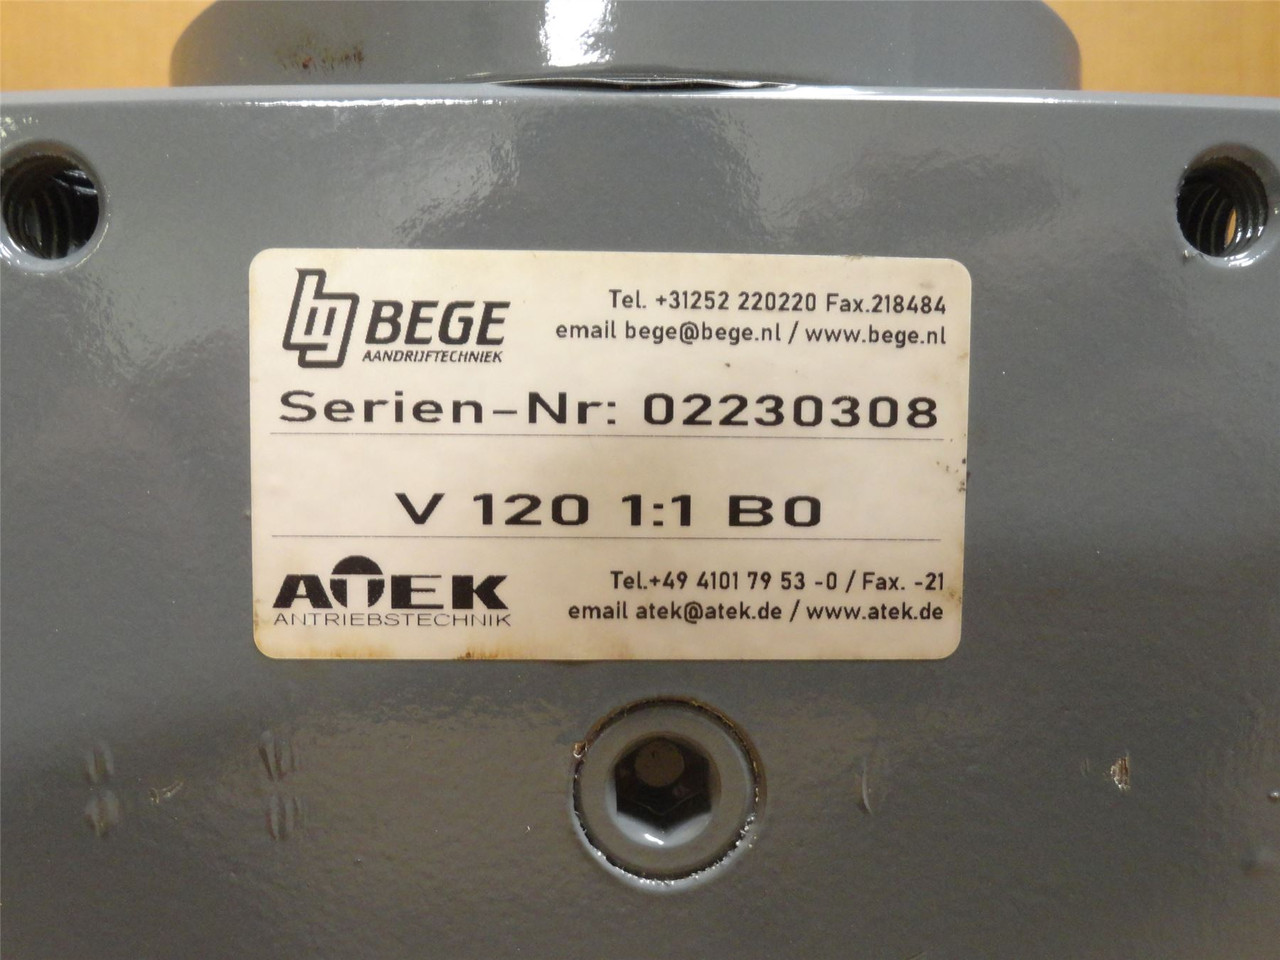 BEGE
AANDRIJFTECHNIEK
Tel. +31252 220220 Fax.218484
email bege@bege.nl / www.bege.nl
Serien-Nr: 02230308
V 120 1:1 B0
ATEK
ANTRIEBSTECHNIK
Tel.+49 4101 79 53 -0 / Fax. -21
email atek@atek.de / www.atek.de